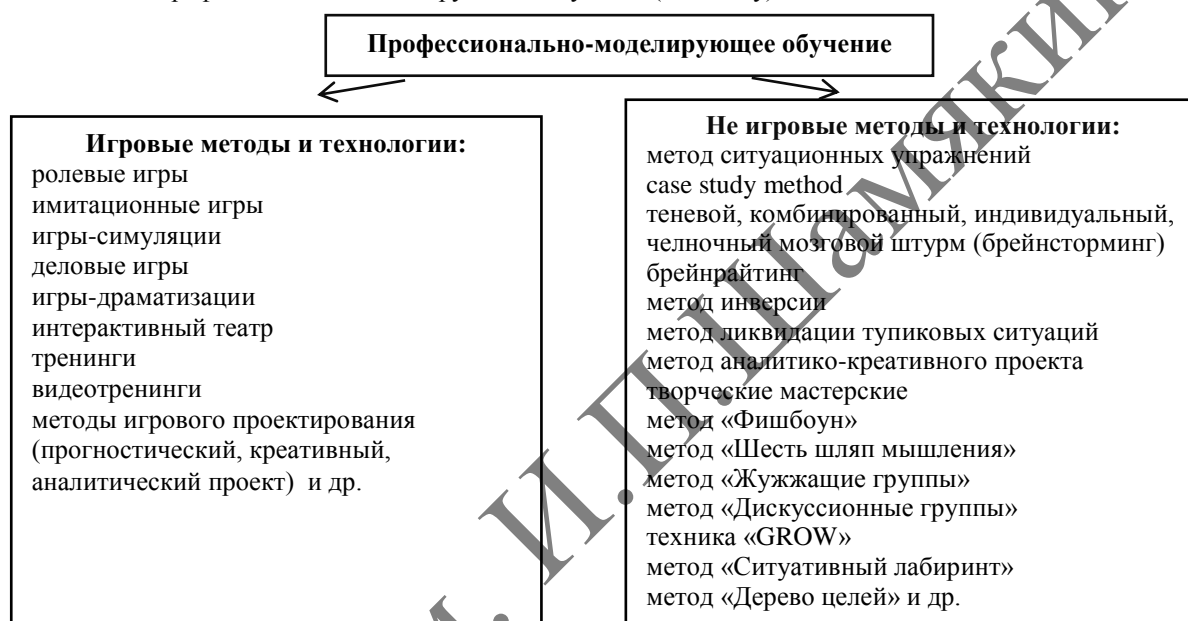 Профессионально-моделирующее обучение
Игровые методы и технологии:
ролевые игры
имитационные игры
игры-симуляции
деловые игры
игры-драматизации
интерактивный театр
тренинги
видеотренинги
методы игрового проектирования
(прогностический, креативный,
аналитический проект) и др.
Не игровые методы и технологии:
метод ситуационных упражнений
case study method
теневой, комбинированный, индивидуальный,
челночный мозговой штурм (брейнсторминг)
брейнрайтинг
метод инверсии
метод ликвидации тупиковых ситуаций
метод аналитико-креативного проекта
творческие мастерские
метод «Фишбоун»
метод «Шесть шляп мышления»
метод «Жужжащие группы»
метод «Дискуссионные группы»
техника «GROW»
метод «Ситуативный лабиринт»
метод «Дерево целей» и др.
м. И.П.Шамякин